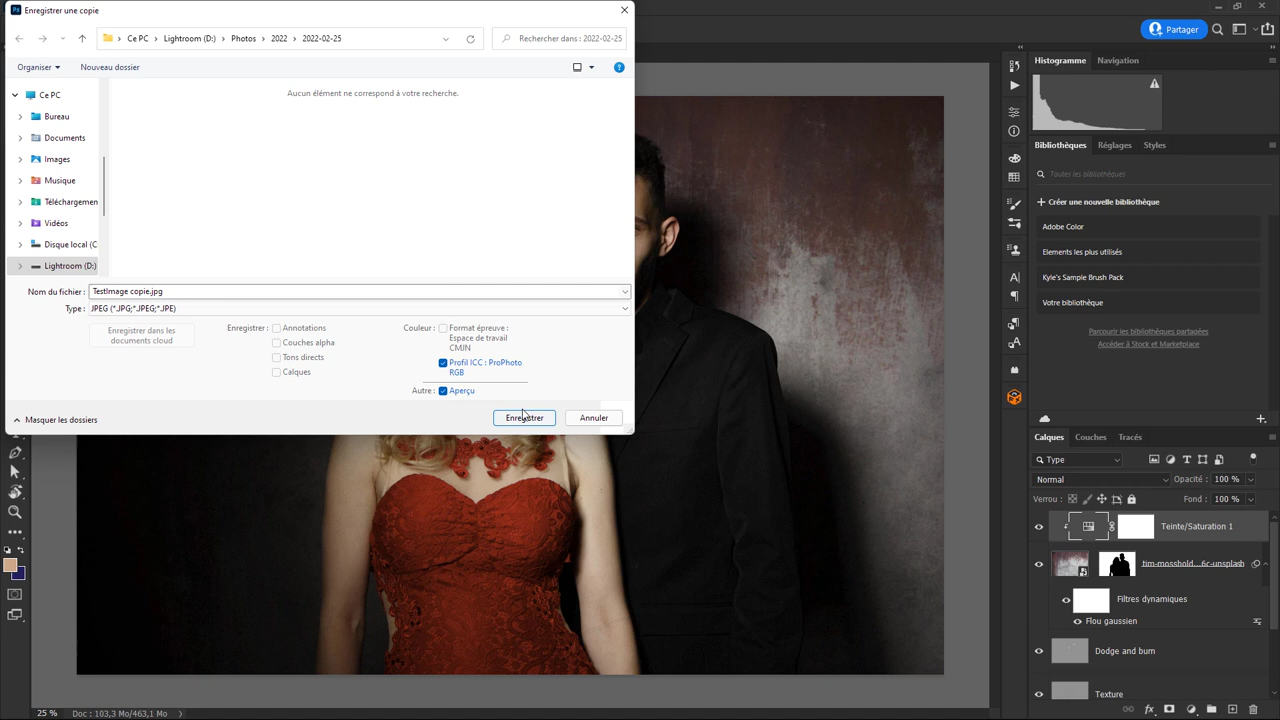 Enregistrer une copie
Ce PC > Lightroom (D:) > Photos > 2022 > 2022-02-25
Rechercher dans : 2022-02-25
Organiser
Nouveau dossier
Aucun élément ne correspond à votre recherche.
Ce PC
Bureau
Documents
Images
Musique
Téléchargemen
Vidéos
Disque local (C
Lightroom (D:)
Nom du fichier : TestImage copie.jpg
Type : JPEG (*.JPG;*.JPEG;*.JPE)
Enregistrer dans les
documents cloud
Enregistrer :
Annotations
Couches alpha
Tons directs
Calques
Couleur :
Format épreuve :
Espace de travail
CMJN
Profil ICC : ProPhoto
RGB
Autre :
Aperçu
Masquer les dossiers
Enregistrer
Annuler
Partager
Histogramme
Navigation
Bibliothèques
Réglages
Styles
Toutes les bibliothèques
Créer une nouvelle bibliothèque
Adobe Color
Elements les plus utilisés
Kyle's Sample Brush Pack
Votre bibliothèque
Parcourir les bibliothèques partagées
Accéder à Stock et Marketplace
Calques
Couches
Tracés
Type
Normal
Opacité : 100 %
Verrou :
Fond : 100 %
Teinte/Saturation 1
tim-mosshold...6c-unsplash
Filtres dynamiques
Flou gaussien
Dodge and burn
Texture
25 %
Doc : 103,3 Mo/463,1 Mo